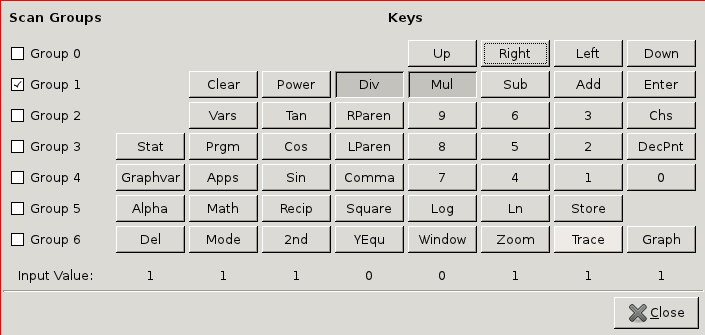 Scan Groups Keys
Group 0 Up Right Left Down
Group 1 Clear Power Div Mul Sub Add Enter
Group 2 Vars Tan RParen 9 6 3 Chs
Group 3 Stat Prgm Cos LParen 8 5 2 DecPnt
Group 4 Graphvar Apps Sin Comma 7 4 1 0
Group 5 Alpha Math Recip Square Log Ln Store
Group 6 Del Mode 2nd YEqu Window Zoom Trace Graph
Input Value: 1 1 1 0 0 1 1 1
Close